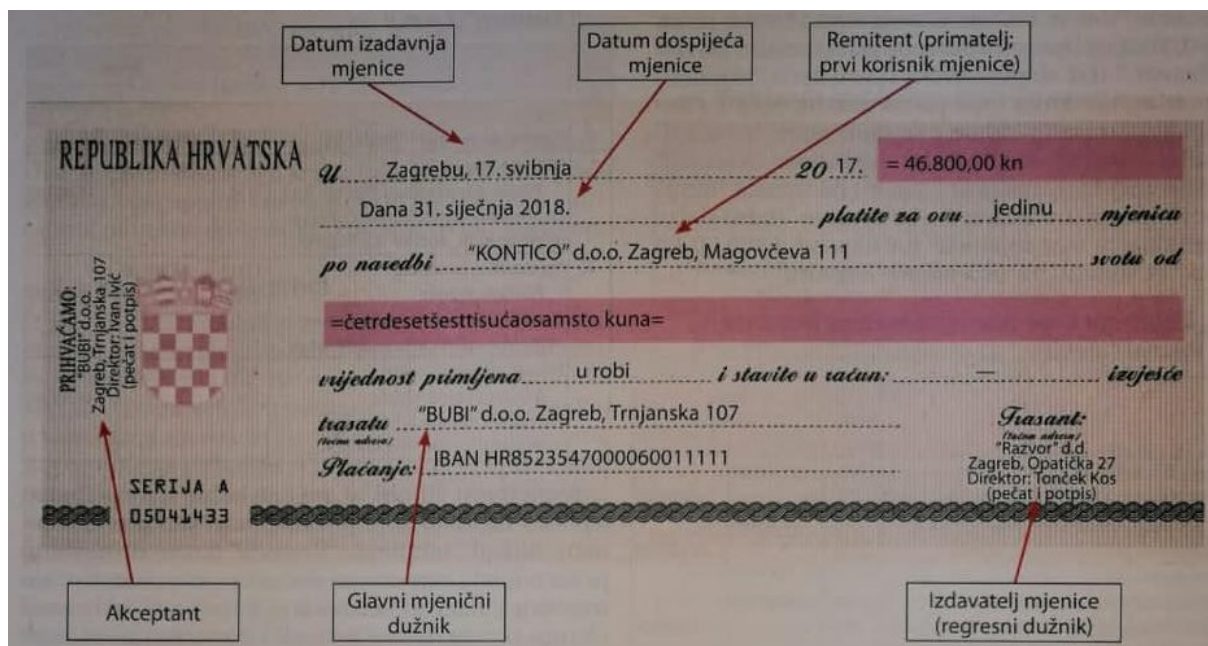 Datum izadavnja
mjenice
Datum dospijeća
mjenice
Remitent (primatelj;
prvi korisnik mjenice)
REPUBLIKA HRVATSKA
U Zagrebu, 17. svibnja 20 17. = 46.800,00 kn
Dana 31. siječnja 2018. platite za ovu jedinu mjenicu
po naredbi "KONTICO" d.o.o. Zagreb, Magovčeva 111 svotu od
=četrdesetšesttisućaosamsto kuna=
vrijednost primljena u robi i stavite u račun: — izvješće
trasatu "BUBI" d.o.o. Zagreb, Trnjanska 107
(točna adresa)
Plaćanje: IBAN HR8523547000060011111
Trasant:
(točna adresa)
"Razvor" d.d.
Zagreb, Opatička 27
Direktor: Tonček Kos
(pečat i potpis)
PRIHVAĆAMO:
"BUBI" d.o.o.
Zagreb, Trnjanska 107
Direktor: Ivan Ivić
(pečat i potpis)
SERIJA A
05041433
Akceptant
Glavni mjenični
dužnik
Izdavatelj mjenice
(regresni dužnik)